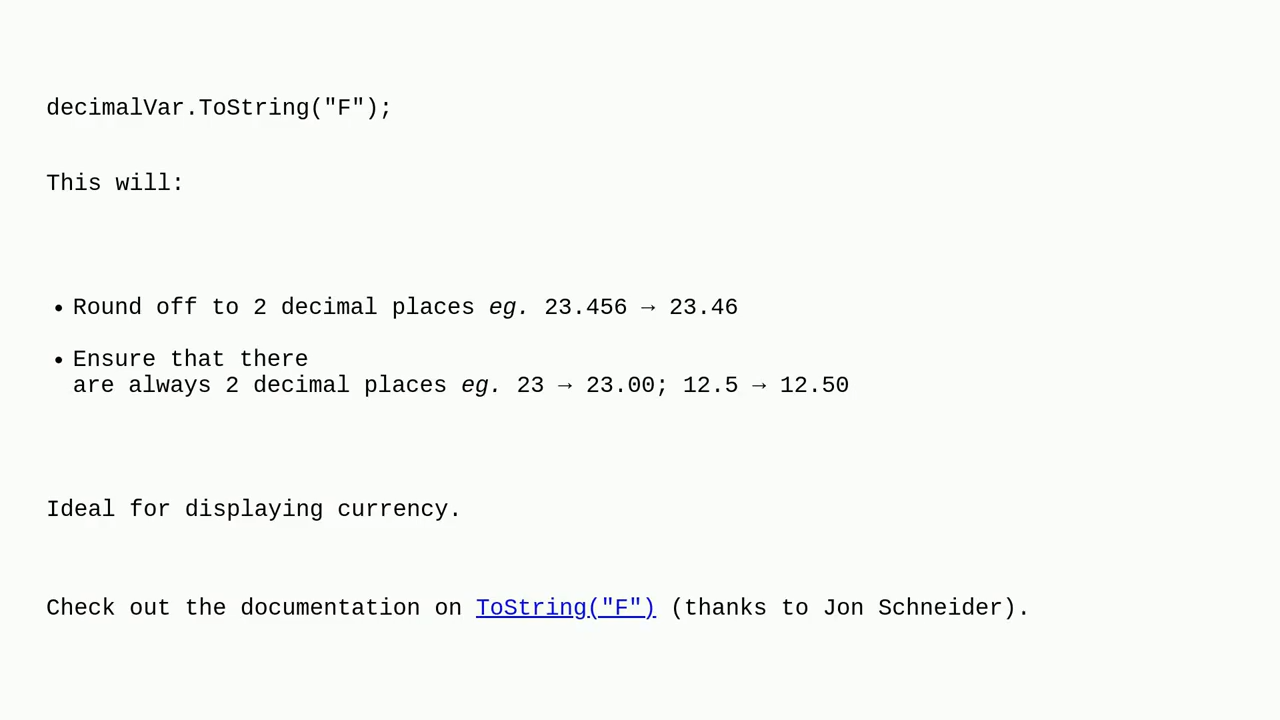 decimalVar.ToString("F");
This will:
• Round off to 2 decimal places eg. 23.456 → 23.46
• Ensure that there
are always 2 decimal places eg. 23 → 23.00; 12.5 → 12.50
Ideal for displaying currency.
Check out the documentation on ToString("F") (thanks to Jon Schneider).